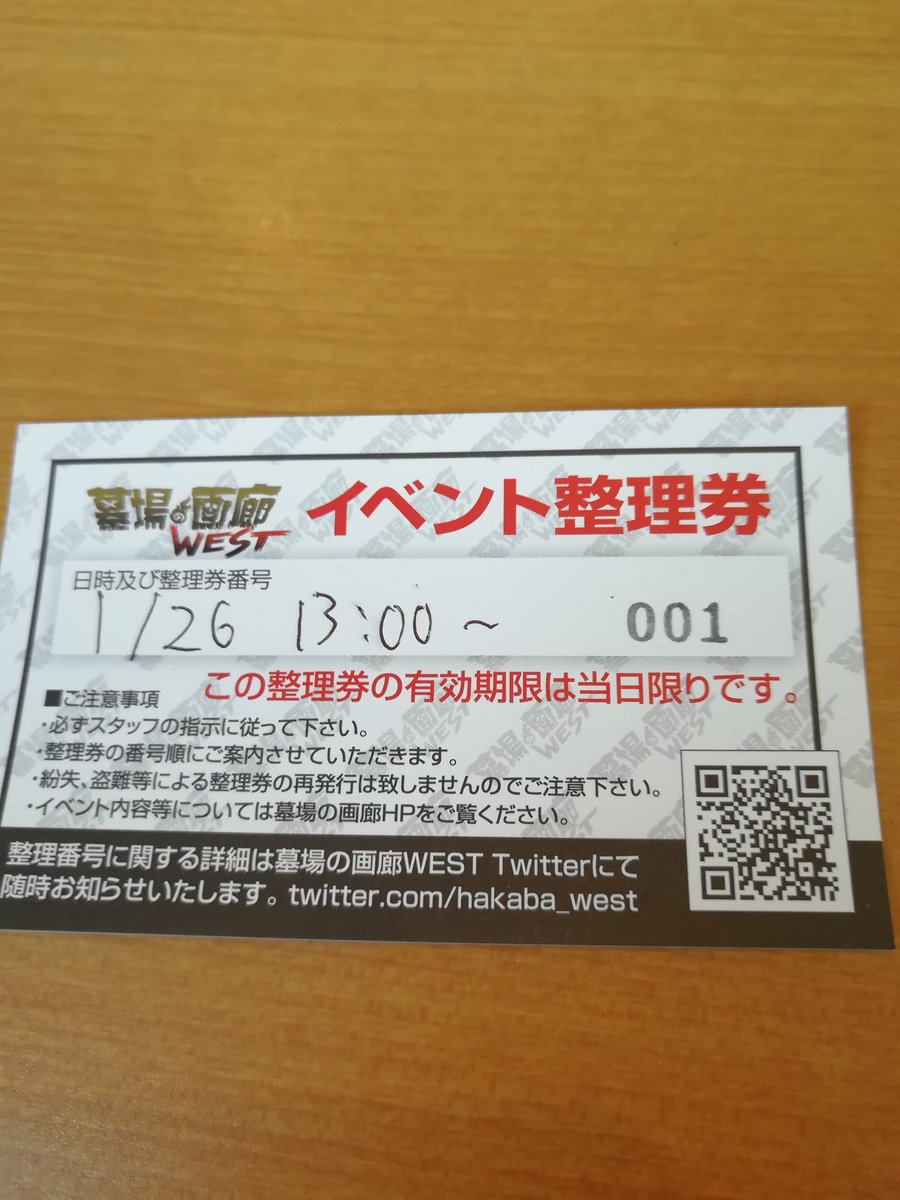 墓場の画廊
WEST
イベント整理券
日時及び整理券番号
1/26 13:00～ 001
この整理券の有効期限は当日限りです。
■ご注意事項
・必ずスタッフの指示に従って下さい。
・整理券の番号順にご案内させていただきます。
・紛失、盗難等による整理券の再発行は致しませんのでご注意下さい。
・イベント内容等については墓場の画廊HPをご覧ください。
整理番号に関する詳細は墓場の画廊WEST Twitterにて
随時お知らせいたします。twitter.com/hakaba_west